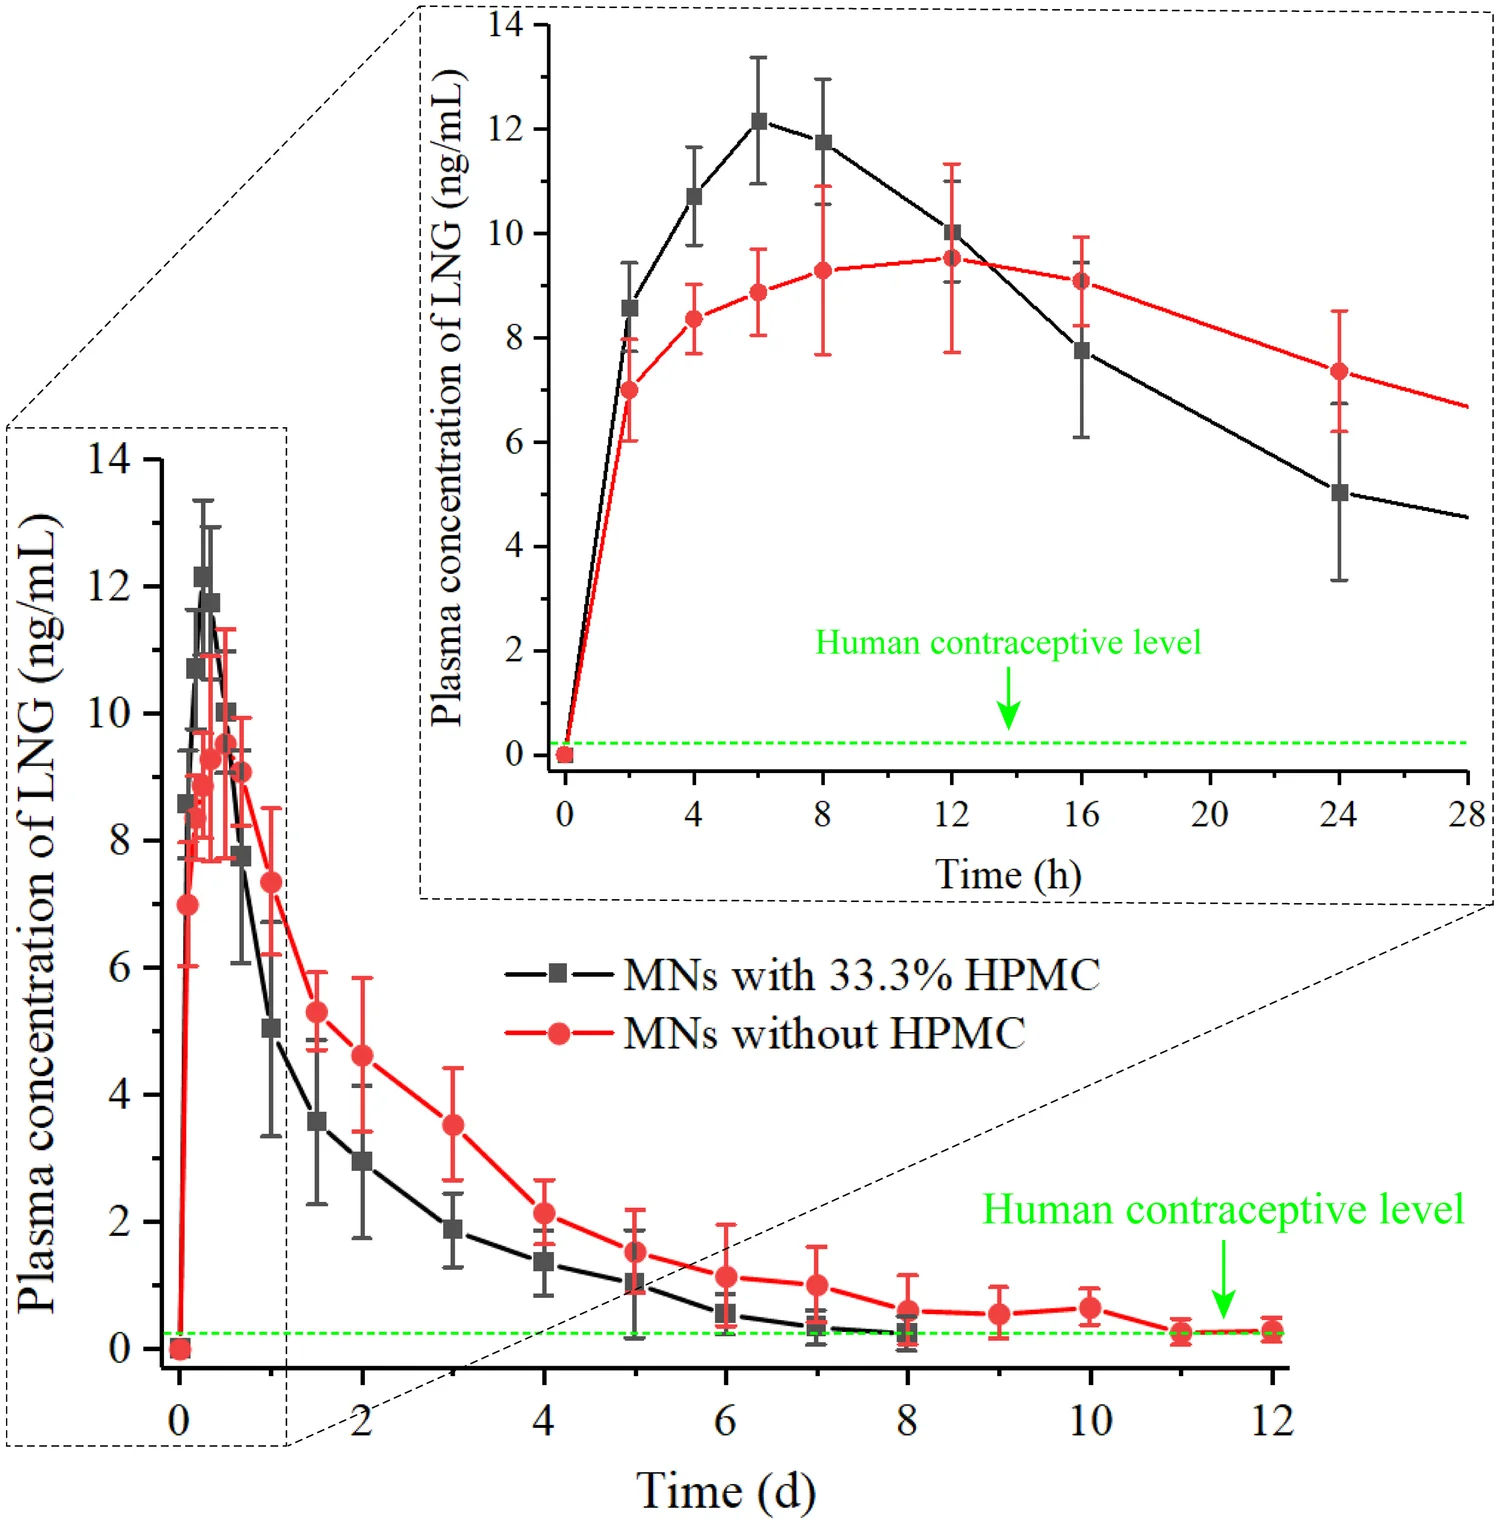 14
12
10
8
6
4
2
0
Plasma concentration of LNG (ng/mL)
Human contraceptive level
0 4 8 12 16 20 24 28
Time (h)
14
12
10
8
6
4
2
0
Plasma concentration of LNG (ng/mL)
MNs with 33.3% HPMC
MNs without HPMC
Human contraceptive level
0 2 4 6 8 10 12
Time (d)